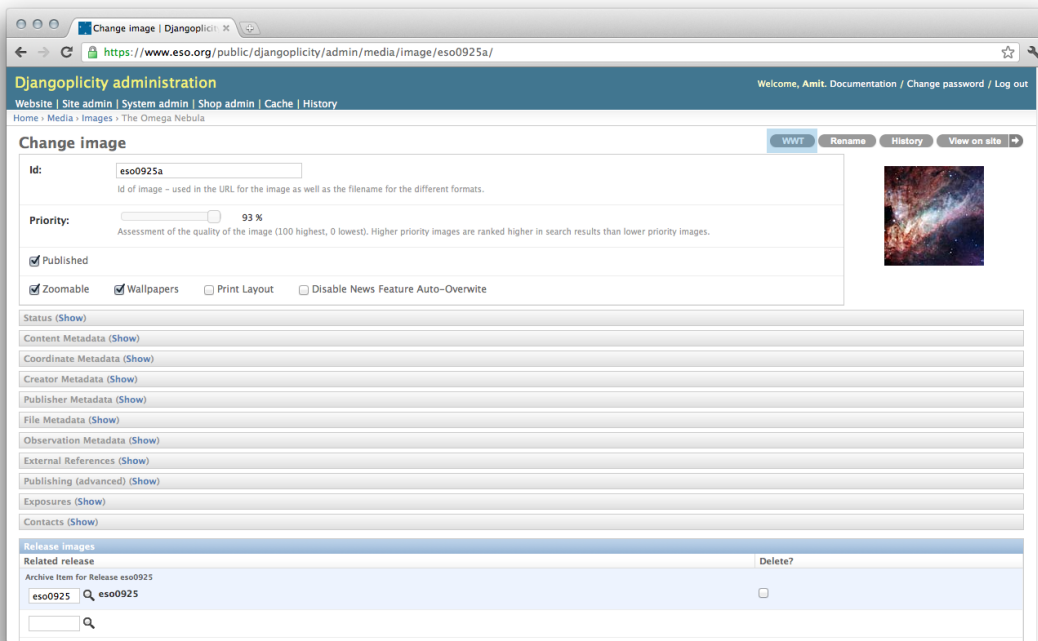 Change image | Djangoplicit
https://www.eso.org/public/djangoplicity/admin/media/image/eso0925a/
Djangoplicity administration
Welcome, Amit. Documentation / Change password / Log out
Website | Site admin | System admin | Shop admin | Cache | History
Home › Media › Images › The Omega Nebula
Change image
WWT Rename History View on site
Id: eso0925a
Id of image – used in the URL for the image as well as the filename for the different formats.
Priority: 93 %
Assessment of the quality of the image (100 highest, 0 lowest). Higher priority images are ranked higher in search results than lower priority images.
Published
Zoomable Wallpapers Print Layout Disable News Feature Auto-Overwite
Status (Show)
Content Metadata (Show)
Coordinate Metadata (Show)
Creator Metadata (Show)
Publisher Metadata (Show)
File Metadata (Show)
Observation Metadata (Show)
External References (Show)
Publishing (advanced) (Show)
Exposures (Show)
Contacts (Show)
Release images
Related release Delete?
Archive Item for Release eso0925
eso0925 eso0925